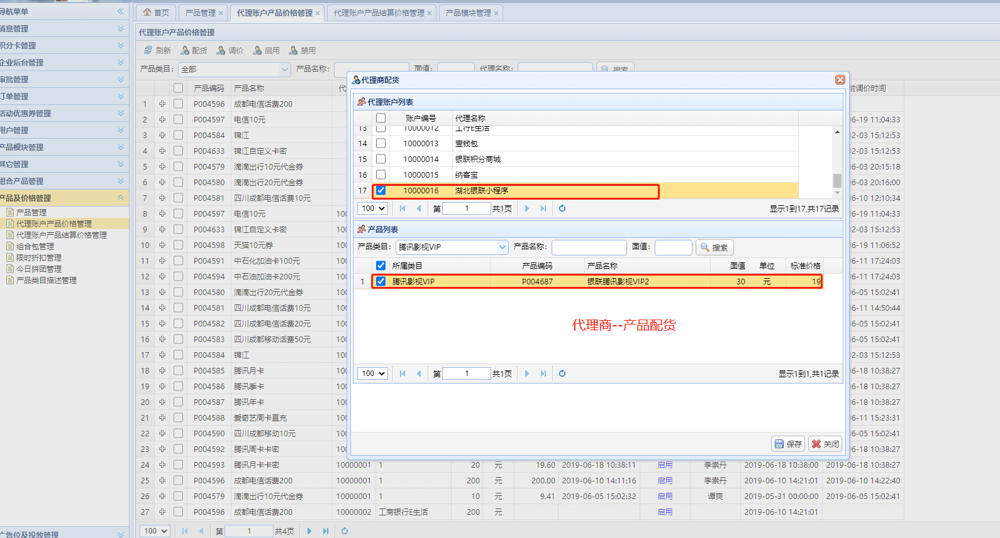 导航菜单
消息管理
积分卡管理
企业后台管理
审批管理
订单管理
活动优惠券管理
用户管理
产品模块管理
其它管理
组合产品管理
产品及价格管理
产品管理
代理账户产品价格管理
代理账户产品结算价格管理
组合包管理
限时折扣管理
今日拼团管理
产品类目描述管理
广告位及投放管理
首页 产品管理 代理账户产品价格管理 代理账户产品结算价格管理 产品模块管理
代理账户产品价格管理
刷新 配货 调价 启用 禁用
产品类目: 全部 产品名称: 面值: 代理名称: 搜索
产品编码 产品名称 代 前调价时间
1 P004596 成都电信话费200
2 P004597 电信10元 06-19 11:04:33
3 P004584 锦江 02-03 15:12:53
4 P004633 锦江自定义卡密 02-03 15:12:53
5 P004579 滴滴出行10元代金券 06-03 20:15:18
6 P004580 滴滴出行20元代金券 06-03 20:16:00
7 P004581 四川成都电信话费10元 06-12 12:10:34
8 P004597 电信10元 100 06-19 11:04:33
9 P004633 锦江自定义卡密 100 02-03 15:12:53
10 P004598 天猫10元券 100 06-19 11:06:52
11 P004591 中石化加油卡100元 100 06-11 17:24:03
12 P004594 中石油加油卡200元 100 06-11 17:24:03
13 P004580 滴滴出行20元代金券 100 06-05 15:02:41
14 P004581 四川成都电信话费10元 100 06-11 14:50:44
15 P004582 四川成都电信话费20元 100 06-05 15:02:41
16 P004583 四川成都移动话费50元 100 06-05 15:02:41
17 P004584 锦江 100 02-03 15:12:53
18 P004585 腾讯月卡 100 06-18 10:38:27
19 P004586 腾讯季卡 100 06-18 10:38:27
20 P004587 腾讯年卡 100 06-18 10:38:27
21 P004588 爱奇艺周卡直充 100 06-11 15:23:31
22 P004590 四川成都移动10元 100 06-05 15:02:41
23 P004592 腾讯周卡卡密 100 06-18 10:38:27
24 P004593 腾讯月卡卡密 10000001 1 20 元 19.60 2019-06-18 10:38:11 启用 李崇丹 2019-06-18 10:38:00 2019-06-18 10:38:27
25 P004596 成都电信话费200 10000001 1 200 元 200.00 2019-06-10 14:11:16 启用 李崇丹 2019-06-10 14:21:01 2019-06-10 14:22:40
26 P004579 滴滴出行10元代金券 10000001 1 10 元 9.41 2019-06-05 15:02:32 启用 谭爽 2019-05-31 00:00:00 2019-06-05 15:02:41
27 P004596 成都电信话费200 10000002 工商银行E生活 200 元 启用 2019-06-10 14:21:01
100 第 1 共4页
代理商配货
代理账户列表
账户编号 代理名称
13 10000012 工行E生活
14 10000013 壹钱包
15 10000014 银联积分商城
16 10000015 纳客宝
17 10000016 湖北银联小程序
100 第 1 共1页 显示1到17,共17记录
产品列表
产品类目: 腾讯影视VIP 产品名称: 面值: 搜索
所属类目 产品编码 产品名称 面值 单位 标准价格
1 腾讯影视VIP P004687 银联腾讯影视VIP2 30 元 19
代理商--产品配货
100 第 1 共1页 显示1到1,共1记录
保存 关闭